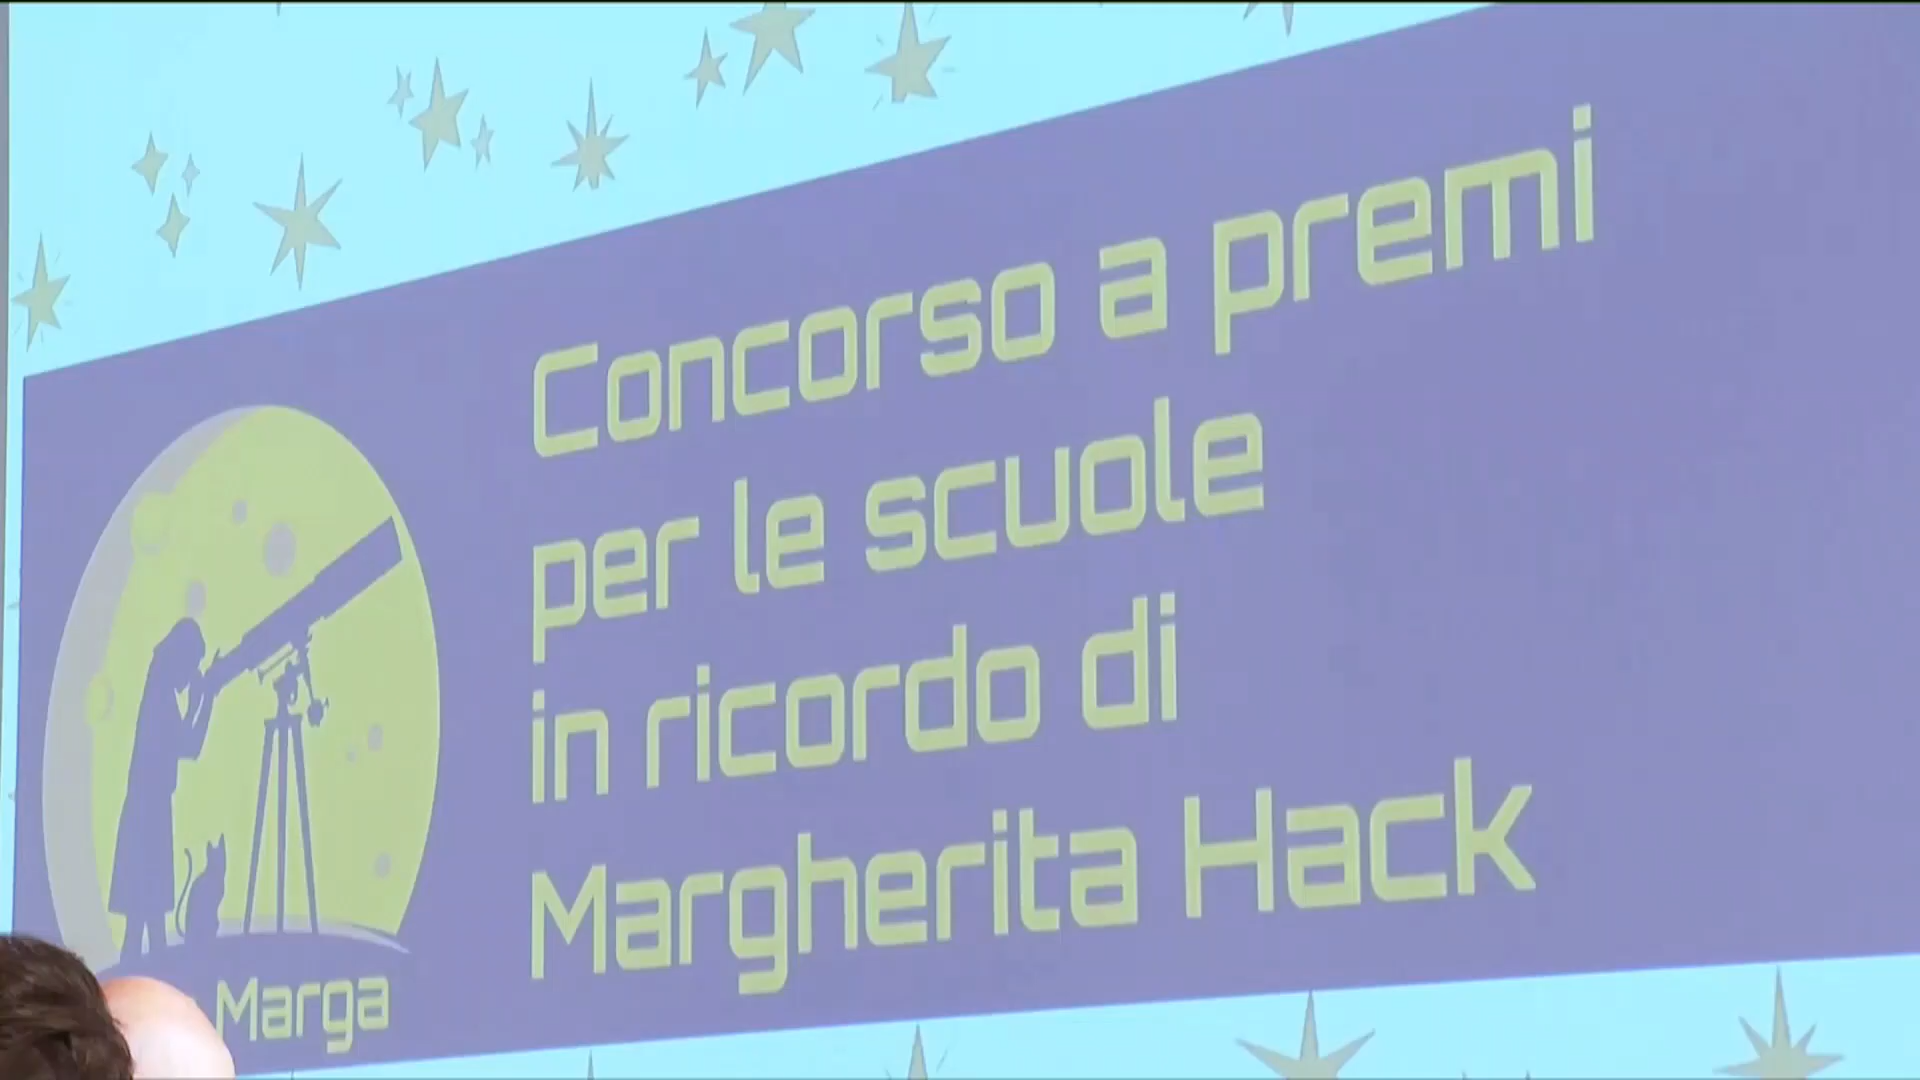 Concorso a premi
per le scuole
in ricordo di
Margherita Hack
Marga